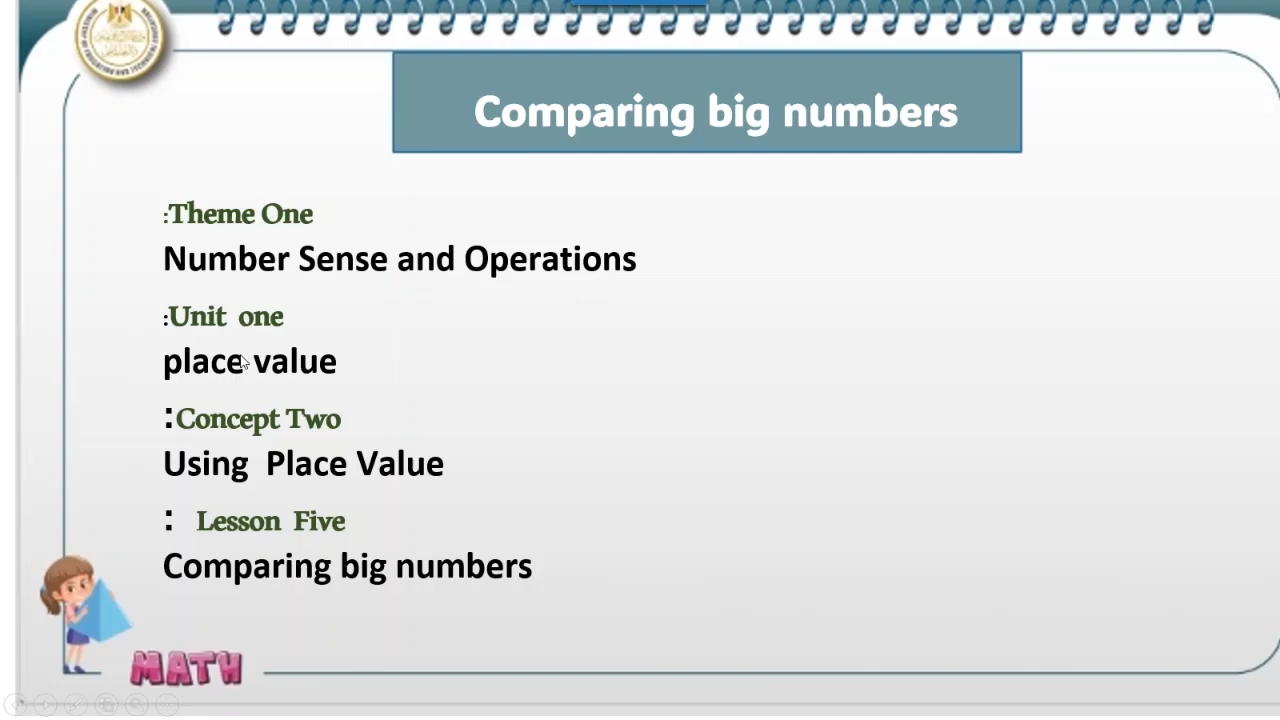 Comparing big numbers
:Theme One
Number Sense and Operations
:Unit one
place value
:Concept Two
Using Place Value
: Lesson Five
Comparing big numbers
MATH